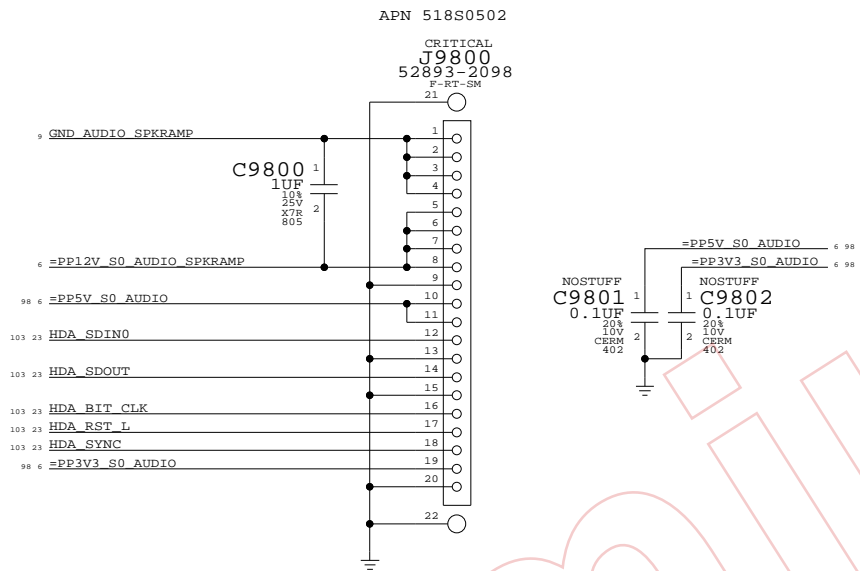 APN 518S0502
CRITICAL
J9800
52893-2098
F-RT-SM
21
9 GND_AUDIO_SPKRAMP
1
2
3
4
C9800 1
1UF
10%
25V
X7R
805
2
5
6
7
6 =PP12V_S0_AUDIO_SPKRAMP
8
9
98 6 =PP5V_S0_AUDIO
10
11
103 23 HDA_SDIN0
12
13
103 23 HDA_SDOUT
14
15
103 23 HDA_BIT_CLK
16
103 23 HDA_RST_L
17
103 23 HDA_SYNC
18
98 6 =PP3V3_S0_AUDIO
19
20
22
=PP5V_S0_AUDIO 6 98
=PP3V3_S0_AUDIO 6 98
NOSTUFF
C9801 1
0.1UF
20%
10V
CERM
402
2
NOSTUFF
1 C9802
0.1UF
20%
10V
CERM
402
2